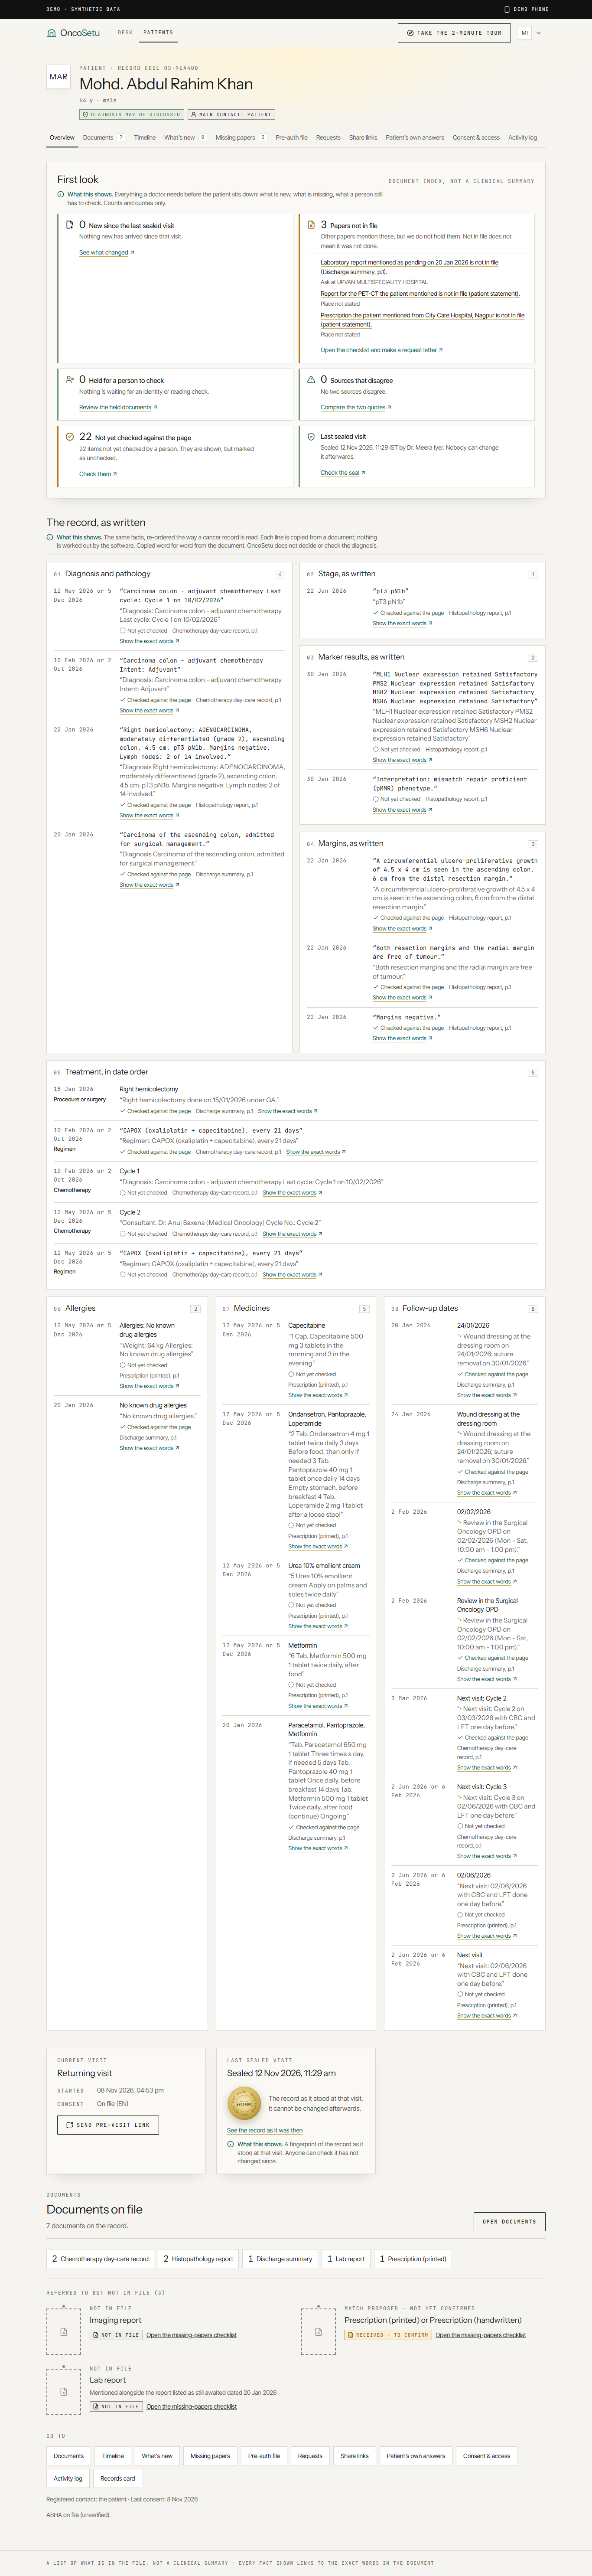 DEMO · SYNTHETIC DATA
DEMO PHONE
OncoSetu
DESK
PATIENTS
TAKE THE 2-MINUTE TOUR
MI
MAR
PATIENT · RECORD CODE OS-9EA40B
Mohd. Abdul Rahim Khan
64 y · male
DIAGNOSIS MAY BE DISCUSSED
MAIN CONTACT: PATIENT
Overview
Documents 7
Timeline
What's new 0
Missing papers 3
Pre-auth file
Requests
Share links
Patient's own answers
Consent & access
Activity log
First look
DOCUMENT INDEX, NOT A CLINICAL SUMMARY
What this shows. Everything a doctor needs before the patient sits down: what is new, what is missing, what a person still
has to check. Counts and quotes only.
0 New since the last sealed visit
Nothing new has arrived since that visit.
See what changed
3 Papers not in file
Other papers mention these, but we do not hold them. Not in file does not
mean it was not done.
Laboratory report mentioned as pending on 20 Jan 2026 is not in file
(Discharge summary, p.1).
Ask at UPVAN MULTISPECIALITY HOSPITAL
Report for the PET-CT the patient mentioned is not in file (patient statement).
Place not stated
Prescription the patient mentioned from City Care Hospital, Nagpur is not in file
(patient statement).
Place not stated
Open the checklist and make a request letter
0 Held for a person to check
Nothing is waiting for an identity or reading check.
Review the held documents
0 Sources that disagree
No two sources disagree.
Compare the two quotes
22 Not yet checked against the page
22 items not yet checked by a person. They are shown, but marked
as unchecked.
Check them
Last sealed visit
Sealed 12 Nov 2026, 11:29 IST by Dr. Meera Iyer. Nobody can change
it afterwards.
Check the seal
The record, as written
What this shows. The same facts, re-ordered the way a cancer record is read. Each line is copied from a document; nothing
is worked out by the software. Copied word for word from the document. OncoSetu does not decide or check the diagnosis.
01 Diagnosis and pathology 4
12 May 2026 or 5
Dec 2026
"Carcinoma colon - adjuvant chemotherapy Last
cycle: Cycle 1 on 10/02/2026"
"Diagnosis: Carcinoma colon - adjuvant chemotherapy
Last cycle: Cycle 1 on 10/02/2026"
Not yet checked Chemotherapy day-care record, p.1
Show the exact words
10 Feb 2026 or 2
Oct 2026
"Carcinoma colon - adjuvant chemotherapy
Intent: Adjuvant"
"Diagnosis: Carcinoma colon - adjuvant chemotherapy
Intent: Adjuvant"
Checked against the page Chemotherapy day-care record, p.1
Show the exact words
22 Jan 2026
"Right hemicolectomy: ADENOCARCINOMA,
moderately differentiated (grade 2), ascending
colon, 4.5 cm. pT3 pN1b. Margins negative.
Lymph nodes: 2 of 14 involved."
"Diagnosis Right hemicolectomy: ADENOCARCINOMA,
moderately differentiated (grade 2), ascending colon,
4.5 cm. pT3 pN1b. Margins negative. Lymph nodes: 2 of
14 involved."
Checked against the page Histopathology report, p.1
Show the exact words
20 Jan 2026
"Carcinoma of the ascending colon, admitted
for surgical management."
"Diagnosis Carcinoma of the ascending colon, admitted
for surgical management."
Checked against the page Discharge summary, p.1
Show the exact words
02 Stage, as written 1
22 Jan 2026
"pT3 pN1b"
"pT3 pN1b"
Checked against the page Histopathology report, p.1
Show the exact words
03 Marker results, as written 2
30 Jan 2026
"MLH1 Nuclear expression retained Satisfactory
PMS2 Nuclear expression retained Satisfactory
MSH2 Nuclear expression retained Satisfactory
MSH6 Nuclear expression retained Satisfactory"
"MLH1 Nuclear expression retained Satisfactory PMS2
Nuclear expression retained Satisfactory MSH2 Nuclear
expression retained Satisfactory MSH6 Nuclear
expression retained Satisfactory"
Not yet checked Histopathology report, p.1
Show the exact words
30 Jan 2026
"Interpretation: mismatch repair proficient
(pMMR) phenotype."
Not yet checked Histopathology report, p.1
Show the exact words
04 Margins, as written 3
22 Jan 2026
"A circumferential ulcero-proliferative growth
of 4.5 x 4 cm is seen in the ascending colon,
6 cm from the distal resection margin."
"A circumferential ulcero-proliferative growth of 4.5 x 4
cm is seen in the ascending colon, 6 cm from the distal
resection margin."
Checked against the page Histopathology report, p.1
Show the exact words
22 Jan 2026
"Both resection margins and the radial margin
are free of tumour."
"Both resection margins and the radial margin are free
of tumour."
Checked against the page Histopathology report, p.1
Show the exact words
22 Jan 2026
"Margins negative."
Checked against the page Histopathology report, p.1
Show the exact words
05 Treatment, in date order 5
15 Jan 2026
Procedure or surgery
Right hemicolectomy
"Right hemicolectomy done on 15/01/2026 under GA."
Checked against the page Discharge summary, p.1 Show the exact words
10 Feb 2026 or 2
Oct 2026
Regimen
"CAPOX (oxaliplatin + capecitabine), every 21 days"
"Regimen: CAPOX (oxaliplatin + capecitabine), every 21 days"
Checked against the page Chemotherapy day-care record, p.1 Show the exact words
10 Feb 2026 or 2
Oct 2026
Chemotherapy
Cycle 1
"Diagnosis: Carcinoma colon - adjuvant chemotherapy Last cycle: Cycle 1 on 10/02/2026"
Not yet checked Chemotherapy day-care record, p.1 Show the exact words
12 May 2026 or 5
Dec 2026
Chemotherapy
Cycle 2
"Consultant: Dr. Anuj Saxena (Medical Oncology) Cycle No.: Cycle 2"
Not yet checked Chemotherapy day-care record, p.1 Show the exact words
12 May 2026 or 5
Dec 2026
Regimen
"CAPOX (oxaliplatin + capecitabine), every 21 days"
"Regimen: CAPOX (oxaliplatin + capecitabine), every 21 days"
Not yet checked Chemotherapy day-care record, p.1 Show the exact words
06 Allergies 2
12 May 2026 or 5
Dec 2026
Allergies: No known
drug allergies
"Weight: 64 kg Allergies:
No known drug allergies"
Not yet checked
Prescription (printed), p.1
Show the exact words
20 Jan 2026
No known drug allergies
"No known drug allergies."
Checked against the page
Discharge summary, p.1
Show the exact words
07 Medicines 5
12 May 2026 or 5
Dec 2026
Capecitabine
"1 Cap. Capecitabine 500
mg 3 tablets in the
morning and 3 in the
evening"
Not yet checked
Prescription (printed), p.1
Show the exact words
12 May 2026 or 5
Dec 2026
Ondansetron, Pantoprazole,
Loperamide
"2 Tab. Ondansetron 4 mg 1
tablet twice daily 3 days
Before food; then only if
needed 3 Tab.
Pantoprazole 40 mg 1
tablet once daily 14 days
Empty stomach, before
breakfast 4 Tab.
Loperamide 2 mg 1 tablet
after a loose stool"
Not yet checked
Prescription (printed), p.1
Show the exact words
12 May 2026 or 5
Dec 2026
Urea 10% emollient cream
"5 Urea 10% emollient
cream Apply on palms and
soles twice daily"
Not yet checked
Prescription (printed), p.1
Show the exact words
12 May 2026 or 5
Dec 2026
Metformin
"6 Tab. Metformin 500 mg
1 tablet twice daily, after
food"
Not yet checked
Prescription (printed), p.1
Show the exact words
20 Jan 2026
Paracetamol, Pantoprazole,
Metformin
"Tab. Paracetamol 650 mg
1 tablet Three times a day,
if needed 5 days Tab.
Pantoprazole 40 mg 1
tablet Once daily, before
breakfast 14 days Tab.
Metformin 500 mg 1 tablet
Twice daily, after food
(continue) Ongoing"
Checked against the page
Discharge summary, p.1
Show the exact words
08 Follow-up dates 8
20 Jan 2026
24/01/2026
"- Wound dressing at the
dressing room on
24/01/2026; suture
removal on 30/01/2026."
Checked against the page
Discharge summary, p.1
Show the exact words
24 Jan 2026
Wound dressing at the
dressing room
"- Wound dressing at the
dressing room on
24/01/2026; suture
removal on 30/01/2026."
Checked against the page
Discharge summary, p.1
Show the exact words
2 Feb 2026
02/02/2026
"- Review in the Surgical
Oncology OPD on
02/02/2026 (Mon - Sat,
10:00 am - 1:00 pm)."
Checked against the page
Discharge summary, p.1
Show the exact words
2 Feb 2026
Review in the Surgical
Oncology OPD
"- Review in the Surgical
Oncology OPD on
02/02/2026 (Mon - Sat,
10:00 am - 1:00 pm)."
Checked against the page
Discharge summary, p.1
Show the exact words
3 Mar 2026
Next visit: Cycle 2
"- Next visit: Cycle 2 on
03/03/2026 with CBC and
LFT one day before."
Checked against the page
Chemotherapy day-care
record, p.1
Show the exact words
2 Jun 2026 or 6
Feb 2026
Next visit: Cycle 3
"- Next visit: Cycle 3 on
02/06/2026 with CBC and
LFT one day before."
Not yet checked
Chemotherapy day-care
record, p.1
Show the exact words
2 Jun 2026 or 6
Feb 2026
02/06/2026
"Next visit: 02/06/2026
with CBC and LFT done
one day before."
Not yet checked
Prescription (printed), p.1
Show the exact words
2 Jun 2026 or 6
Feb 2026
Next visit
"Next visit: 02/06/2026
with CBC and LFT done
one day before."
Not yet checked
Prescription (printed), p.1
Show the exact words
CURRENT VISIT
Returning visit
STARTED 08 Nov 2026, 04:53 pm
CONSENT On file (EN)
SEND PRE-VISIT LINK
LAST SEALED VISIT
Sealed 12 Nov 2026, 11:29 am
The record as it stood at that visit.
It cannot be changed afterwards.
See the record as it was then
What this shows. A fingerprint of the record as it
stood at that visit. Anyone can check it has not
changed since.
DOCUMENTS
Documents on file
7 documents on the record.
OPEN DOCUMENTS
2 Chemotherapy day-care record
2 Histopathology report
1 Discharge summary
1 Lab report
1 Prescription (printed)
REFERRED TO BUT NOT IN FILE (3)
NOT IN FILE
Imaging report
NOT IN FILE Open the missing-papers checklist
MATCH PROPOSED · NOT YET CONFIRMED
Prescription (printed) or Prescription (handwritten)
RECEIVED · TO CONFIRM Open the missing-papers checklist
NOT IN FILE
Lab report
Mentioned alongside the report listed as still awaited dated 20 Jan 2026
NOT IN FILE Open the missing-papers checklist
GO TO
Documents
Timeline
What's new
Missing papers
Pre-auth file
Requests
Share links
Patient's own answers
Consent & access
Activity log
Records card
Registered contact: the patient · Last consent: 8 Nov 2026
ABHA on file (unverified).
A LIST OF WHAT IS IN THE FILE, NOT A CLINICAL SUMMARY · EVERY FACT SHOWN LINKS TO THE EXACT WORDS IN THE DOCUMENT